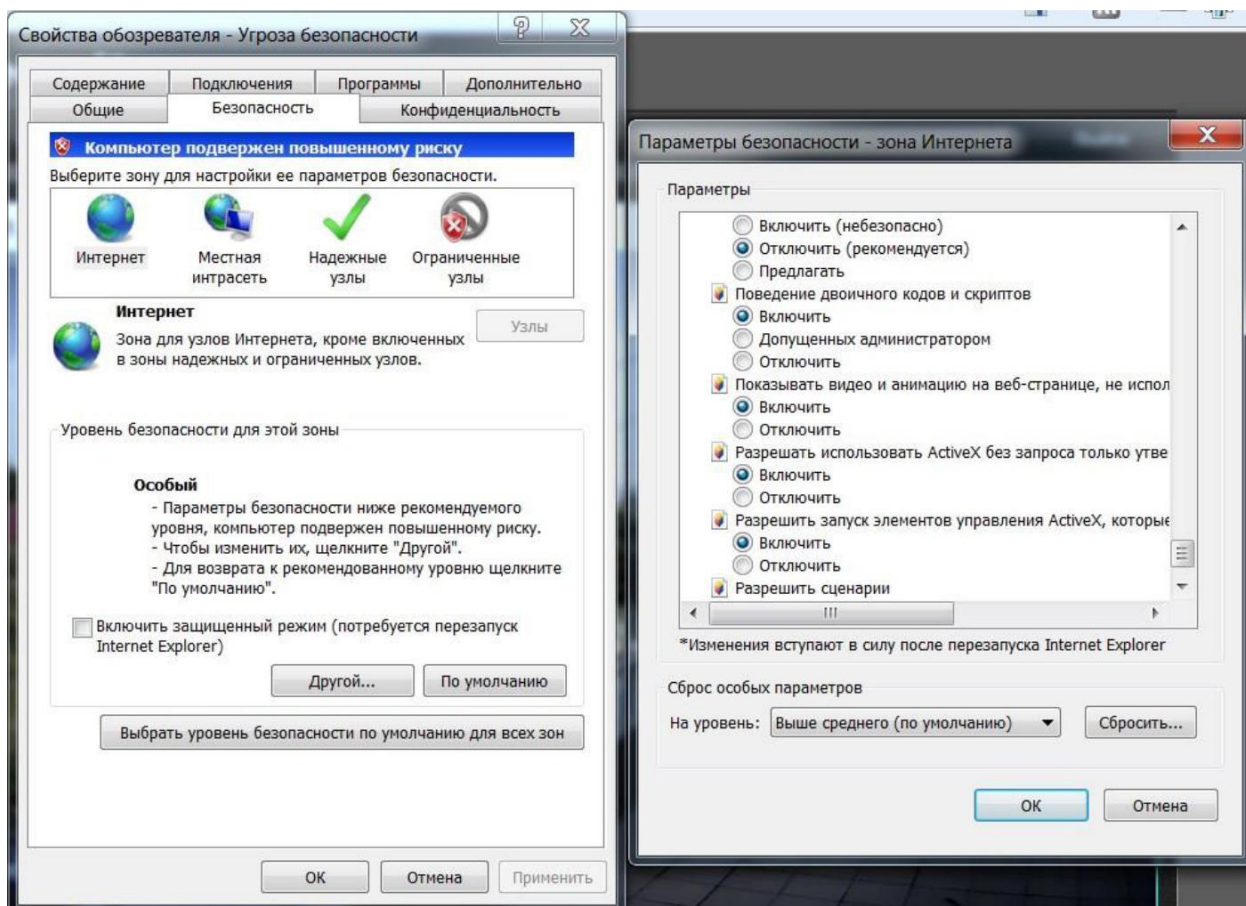 Свойства обозревателя - Угроза безопасности
Содержание
Подключения
Программы
Дополнительно
Общие
Безопасность
Конфиденциальность
Компьютер подвержен повышенному риску
Выберите зону для настройки ее параметров безопасности.
Интернет
Местная
интрасеть
Надежные
узлы
Ограниченные
узлы
Интернет
Узлы
Зона для узлов Интернета, кроме включенных
в зоны надежных и ограниченных узлов.
Уровень безопасности для этой зоны
Особый
- Параметры безопасности ниже рекомендуемого
уровня, компьютер подвержен повышенному риску.
- Чтобы изменить их, щелкните "Другой".
- Для возврата к рекомендованному уровню щелкните
"По умолчанию".
Включить защищенный режим (потребуется перезапуск
Internet Explorer)
Другой...
По умолчанию
Выбрать уровень безопасности по умолчанию для всех зон
ОК
Отмена
Применить
Параметры безопасности - зона Интернета
Параметры
Включить (небезопасно)
Отключить (рекомендуется)
Предлагать
Поведение двоичного кодов и скриптов
Включить
Допущенных администратором
Отключить
Показывать видео и анимацию на веб-странице, не испол
Включить
Отключить
Разрешать использовать ActiveX без запроса только утве
Включить
Отключить
Разрешить запуск элементов управления ActiveX, которые
Включить
Отключить
Разрешить сценарии
*Изменения вступают в силу после перезапуска Internet Explorer
Сброс особых параметров
На уровень:
Выше среднего (по умолчанию)
Сбросить...
ОК
Отмена